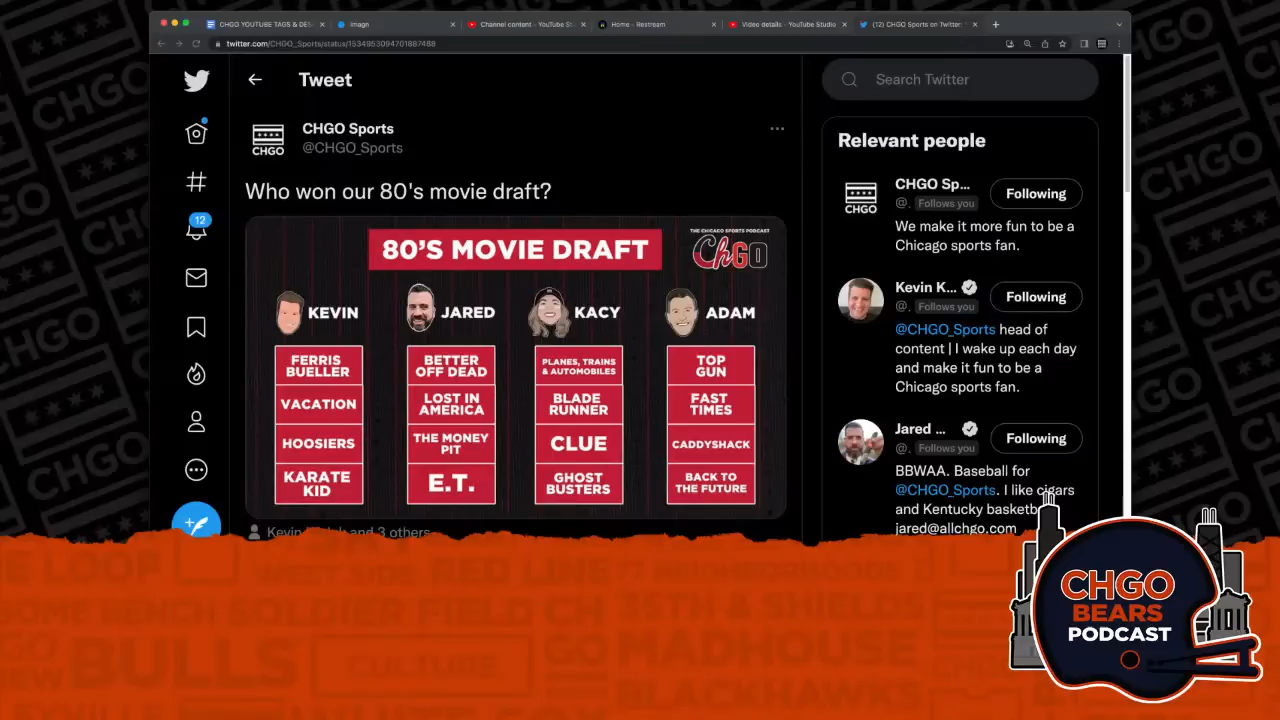 CHGO YOUTUBE TAGS & DES
Imagn
Channel content - YouTube St
Home - Restream
Video details - YouTube Studio
(12) CHGO Sports on Twitter: "
twitter.com/CHGO_Sports/status/1534953094701887488
Tweet
Search Twitter
CHGO Sports
@CHGO_Sports
CHGO
Who won our 80's movie draft?
80'S MOVIE DRAFT
THE CHICAGO SPORTS PODCAST
CHGO
KEVIN
JARED
KACY
ADAM
FERRIS
BUELLER
BETTER
OFF DEAD
PLANES, TRAINS
& AUTOMOBILES
TOP
GUN
VACATION
LOST IN
AMERICA
BLADE
RUNNER
FAST
TIMES
HOOSIERS
THE MONEY
PIT
CLUE
CADDYSHACK
KARATE
KID
E.T.
GHOST
BUSTERS
BACK TO
THE FUTURE
and 3 others
12
Relevant people
CHGO
CHGO Sp...
@.
Follows you
Following
We make it more fun to be a
Chicago sports fan.
Kevin K...
@.
Follows you
Following
@CHGO_Sports head of
content | I wake up each day
and make it fun to be a
Chicago sports fan.
Jared ...
@.
Follows you
Following
BBWAA. Baseball for
@CHGO_Sports. I like cigars
and Kentucky basketb
jared@allchgo.com
CHGO
BEARS
PODCAST
THE LOOP
RED LINE
35TH & SHIELDS
BULLS
CULTURE
MADHOUSE
BLACKHAWKS